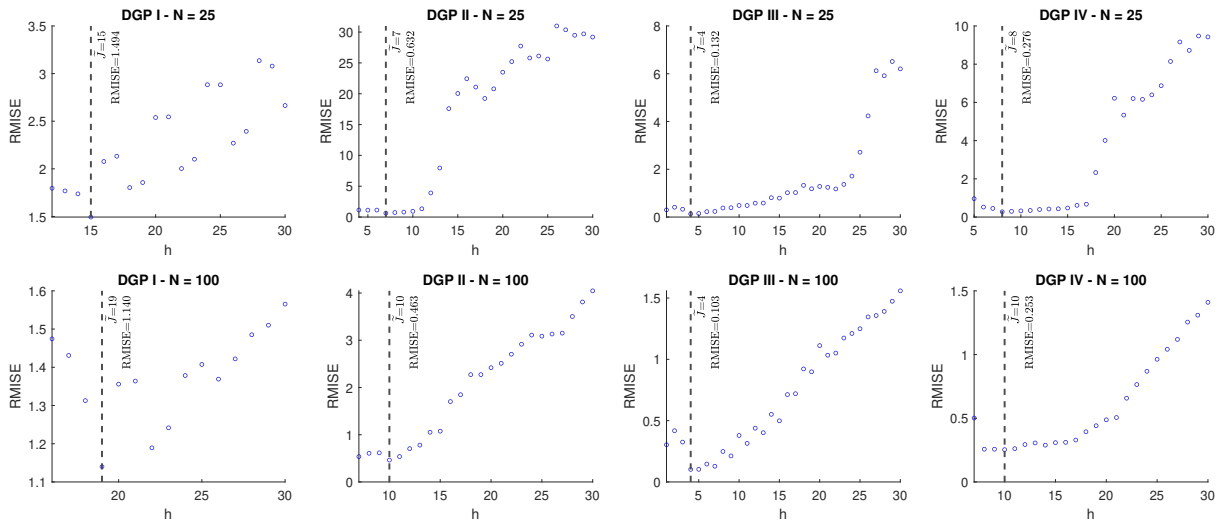 DGP I - N = 25
RMISE
3.5
3
2.5
2
1.5
15
20
25
30
h
J̃=15
RMISE=1.494
DGP II - N = 25
RMISE
30
25
20
15
10
5
0
5
10
15
20
25
30
h
J̃=7
RMISE=0.632
DGP III - N = 25
RMISE
8
6
4
2
0
5
10
15
20
25
30
h
J̃=4
RMISE=0.132
DGP IV - N = 25
RMISE
10
8
6
4
2
0
5
10
15
20
25
30
h
J̃=8
RMISE=0.276
DGP I - N = 100
RMISE
1.6
1.5
1.4
1.3
1.2
1.1
20
25
30
h
J̃=19
RMISE=1.140
DGP II - N = 100
RMISE
4
3
2
1
0
10
15
20
25
30
h
J̃=10
RMISE=0.463
DGP III - N = 100
RMISE
1.5
1
0.5
0
5
10
15
20
25
30
h
J̃=4
RMISE=0.103
DGP IV - N = 100
RMISE
1.5
1
0.5
0
10
15
20
25
30
h
J̃=10
RMISE=0.253